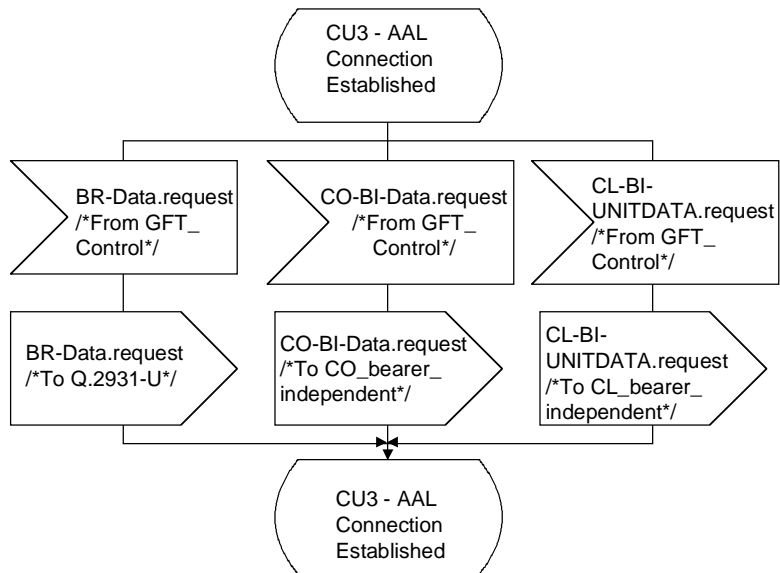 CU3 - AAL
Connection
Established
BR-Data.request
/*From GFT_
Control*/
CO-BI-Data.request
/*From GFT_
Control*/
CL-BI-
UNITDATA.request
/*From GFT_
Control*/
BR-Data.request
/*To Q.2931-U*/
CO-BI-Data.request
/*To CO_bearer_
independent*/
CL-BI-
UNITDATA.request
/*To CL_bearer_
independent*/
CU3 - AAL
Connection
Established